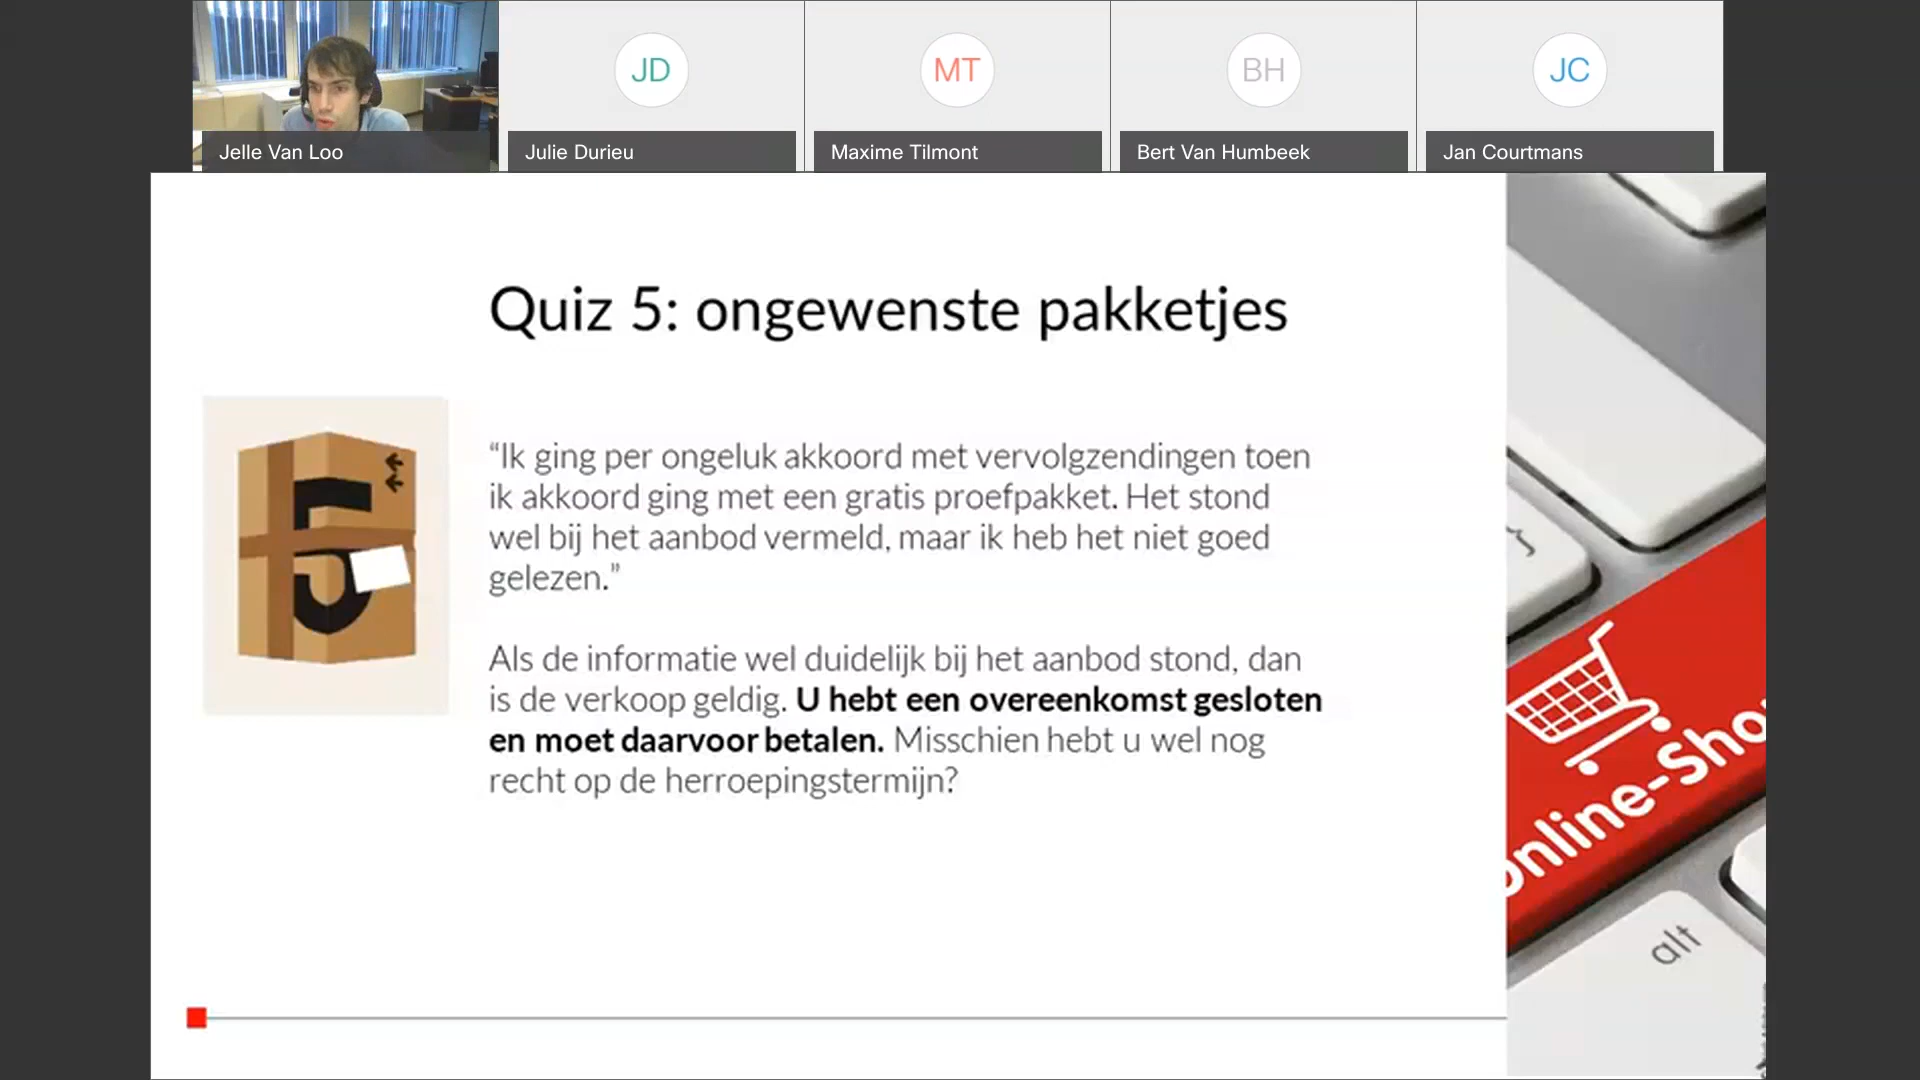 JD
MT
BH
JC
Jelle Van Loo
Julie Durieu
Maxime Tilmont
Bert Van Humbeek
Jan Courtmans
Quiz 5: ongewenste pakketjes
5
“Ik ging per ongeluk akkoord met vervolgzendingen toen
ik akkoord ging met een gratis proefpakket. Het stond
wel bij het aanbod vermeld, maar ik heb het niet goed
gelezen.”
Als de informatie wel duidelijk bij het aanbod stond, dan
is de verkoop geldig. U hebt een overeenkomst gesloten
en moet daarvoor betalen. Misschien hebt u wel nog
recht op de herroepingstermijn?
online-Sho
alt